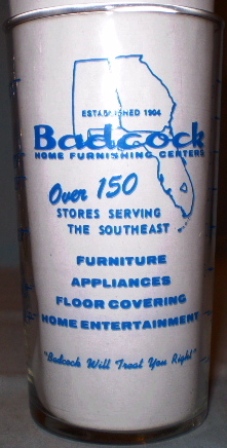 ESTABLISHED 1904
Badcock
HOME FURNISHING CENTERS
Over 150
STORES SERVING
THE SOUTHEAST
FURNITURE
APPLIANCES
FLOOR COVERING
HOME ENTERTAINMENT
"Badcock Will Treat You Right"